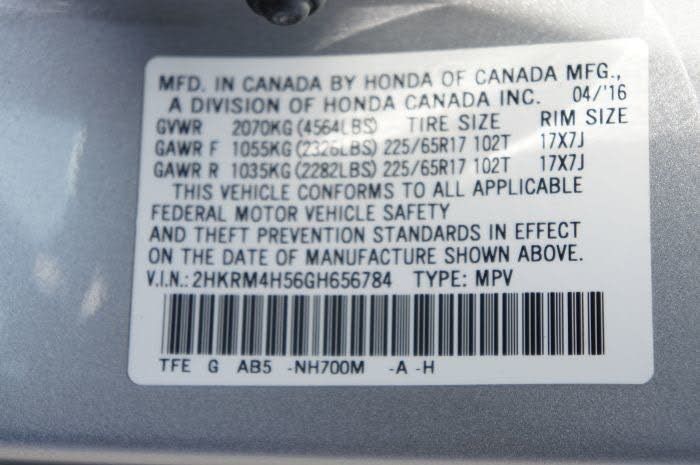 MFD. IN CANADA BY HONDA OF CANADA MFG.,
A DIVISION OF HONDA CANADA INC. 04/'16
GVWR 2070KG (4564LBS) TIRE SIZE RIM SIZE
GAWR F 1055KG (2326LBS) 225/65R17 102T 17X7J
GAWR R 1035KG (2282LBS) 225/65R17 102T 17X7J
THIS VEHICLE CONFORMS TO ALL APPLICABLE
FEDERAL MOTOR VEHICLE SAFETY
AND THEFT PREVENTION STANDARDS IN EFFECT
ON THE DATE OF MANUFACTURE SHOWN ABOVE.
V.I.N.: 2HKRM4H56GH656784 TYPE: MPV
TFE G AB5 -NH700M -A -H